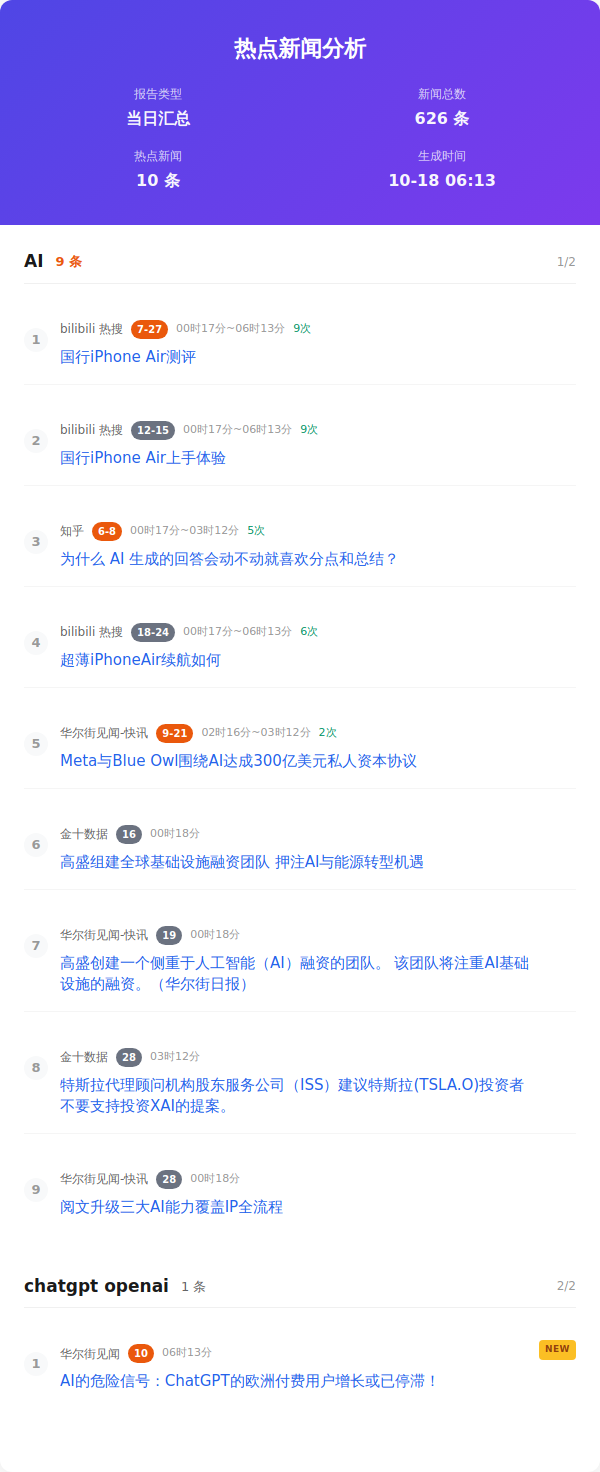 热点新闻分析
报告类型 新闻总数
当日汇总 626 条
热点新闻 生成时间
10 条 10-18 06:13
AI 9 条 1/2
1
bilibili 热搜 7-27 00时17分~06时13分 9次
国行iPhone Air测评
2
bilibili 热搜 12-15 00时17分~06时13分 9次
国行iPhone Air上手体验
3
知乎 6-8 00时17分~03时12分 5次
为什么 AI 生成的回答会动不动就喜欢分点和总结？
4
bilibili 热搜 18-24 00时17分~06时13分 6次
超薄iPhoneAir续航如何
5
华尔街见闻-快讯 9-21 02时16分~03时12分 2次
Meta与Blue Owl围绕AI达成300亿美元私人资本协议
6
金十数据 16 00时18分
高盛组建全球基础设施融资团队 押注AI与能源转型机遇
7
华尔街见闻-快讯 19 00时18分
高盛创建一个侧重于人工智能（AI）融资的团队。 该团队将注重AI基础
设施的融资。（华尔街日报）
8
金十数据 28 03时12分
特斯拉代理顾问机构股东服务公司（ISS）建议特斯拉(TSLA.O)投资者
不要支持投资XAI的提案。
9
华尔街见闻-快讯 28 00时18分
阅文升级三大AI能力覆盖IP全流程
chatgpt openai 1 条 2/2
1
华尔街见闻 10 06时13分 NEW
AI的危险信号：ChatGPT的欧洲付费用户增长或已停滞！